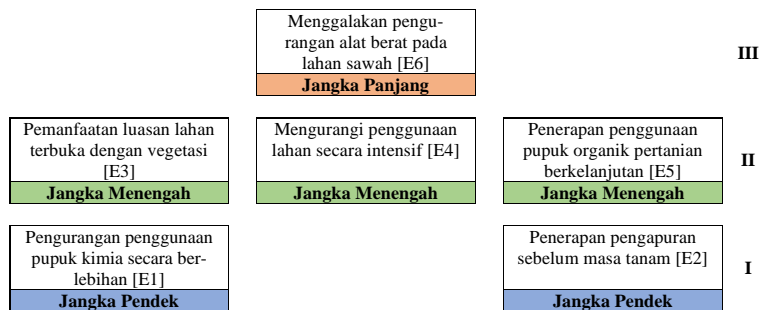 Menggalakan pengu-
rangan alat berat pada
lahan sawah [E6]
Jangka Panjang
III
Pemanfaatan luasan lahan
terbuka dengan vegetasi
[E3]
Jangka Menengah
Mengurangi penggunaan
lahan secara intensif [E4]
Jangka Menengah
Penerapan penggunaan
pupuk organik pertanian
berkelanjutan [E5]
Jangka Menengah
II
Pengurangan penggunaan
pupuk kimia secara ber-
lebihan [E1]
Jangka Pendek
Penerapan pengapuran
sebelum masa tanam [E2]
Jangka Pendek
I